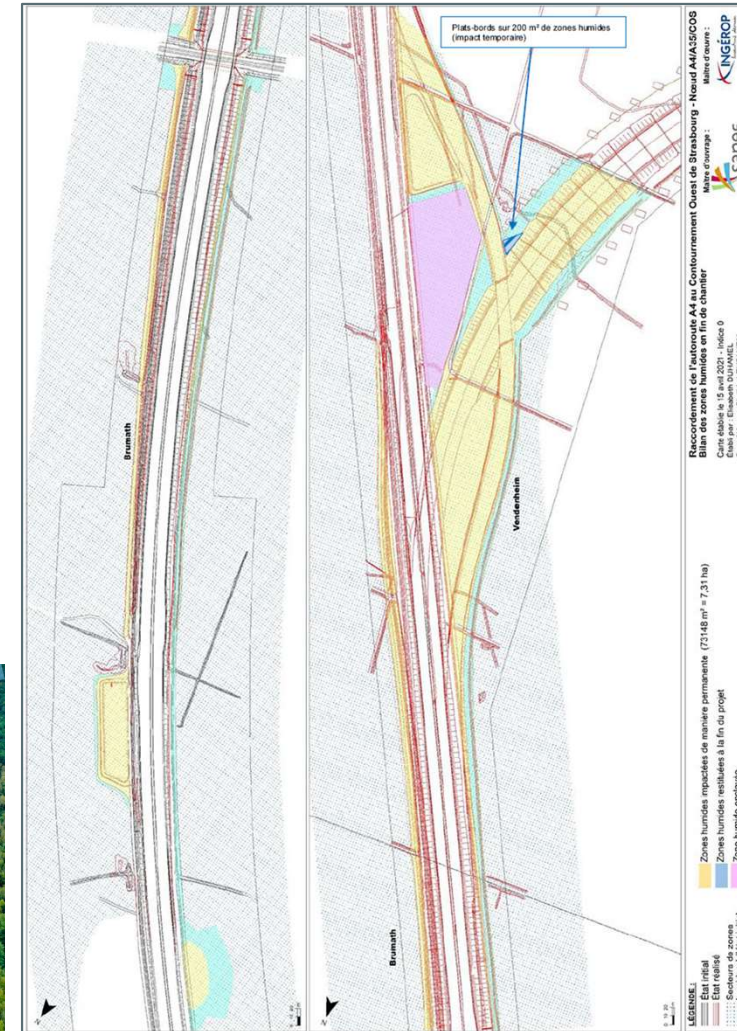 Plats-bords sur 200 m² de zones humides
(impact temporaire)
Brumath
Vendenheim
Brumath
Raccordement de l'autoroute A4 au Contournement Ouest de Strasbourg - Nœud A4/A35/COS
Bilan des zones humides en fin de chantier
Carte établie le 15 avril 2021 - Indice 0
Établi par : Elisabeth DUHAMEL
Maître d'ouvrage :
sanef
Maître d'œuvre :
INGÉROP
LÉGENDE :
État initial
État réalisé
Secteurs de zones
Zones humides impactées de manière permanente (73148 m² = 7,31 ha)
Zones humides restituées à la fin du projet
Zone humide enclavée
N
N